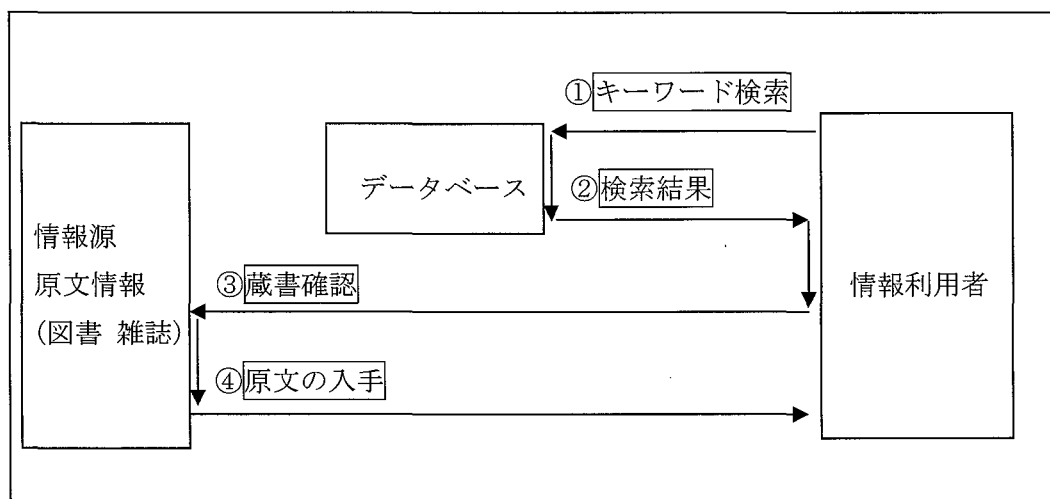 ①キーワード検索
データベース
②検索結果
情報源
原文情報
(図書 雑誌)
③蔵書確認
情報利用者
④原文の入手